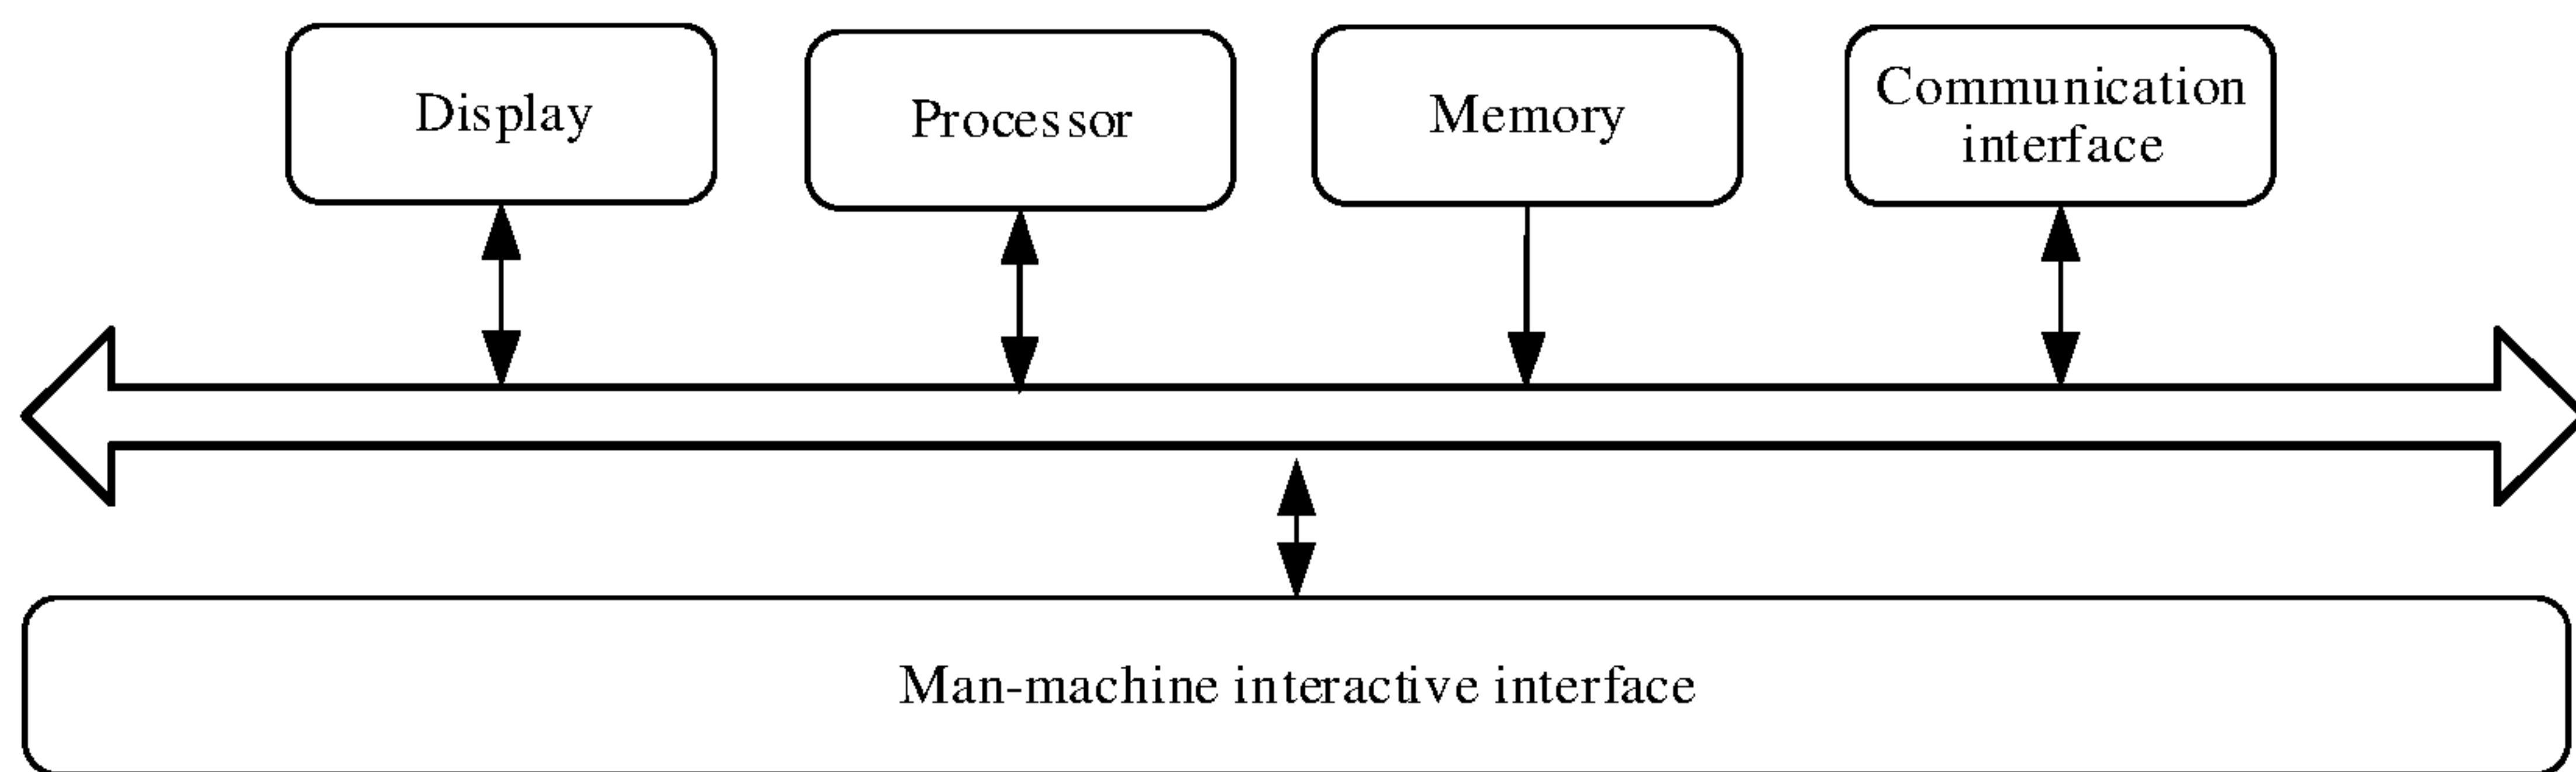 Display
Processor
Memory
Communication
interface
Man-machine interactive interface